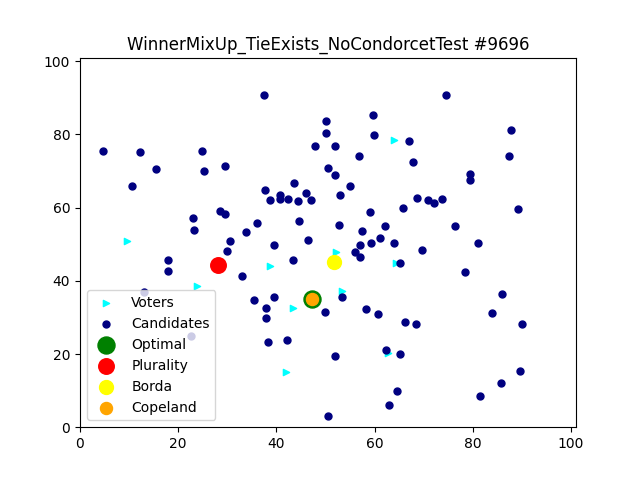 WinnerMixUp_TieExists_NoCondorcetTest #9696
100
80
60
40
20
0
Voters
Candidates
Optimal
Plurality
Borda
Copeland
0 20 40 60 80 100